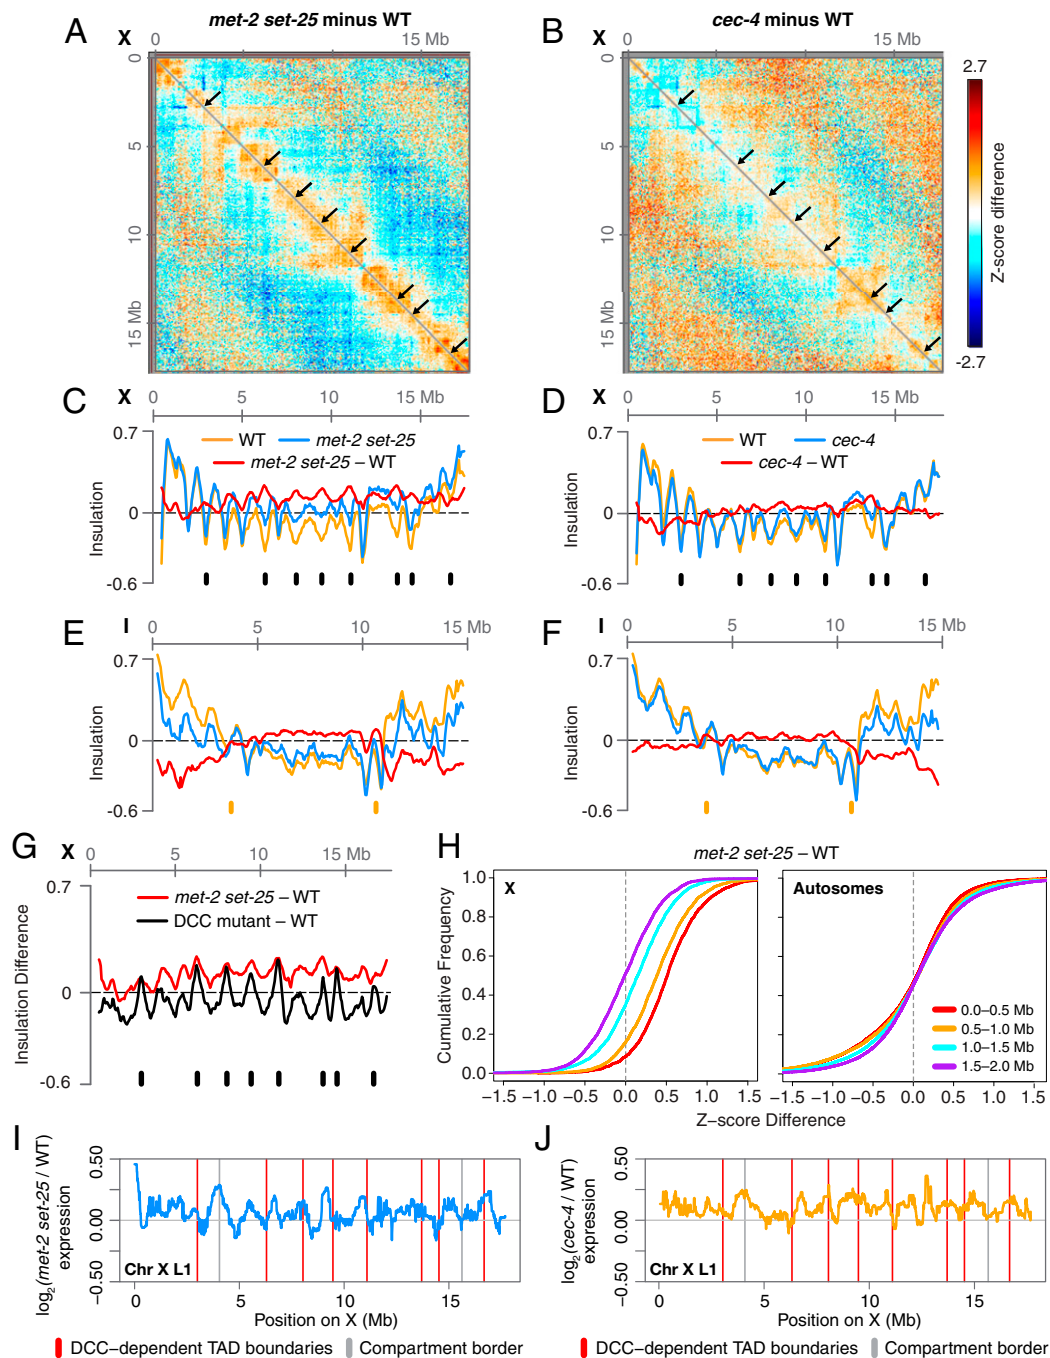 A
met-2 set-25 minus WT
X
0
15 Mb
0
5
10
15 Mb
B
cec-4 minus WT
X
0
15 Mb
0
5
10
15 Mb
2.7
Z-score difference
-2.7
C
X
0
5
10
15 Mb
0.7
0
-0.6
Insulation
WT
met-2 set-25
met-2 set-25 – WT
D
X
0
5
10
15 Mb
0.7
0
-0.6
Insulation
WT
cec-4
cec-4 – WT
E
I
0
5
10
15 Mb
0.7
0
-0.6
Insulation
F
I
0
5
10
15 Mb
0.7
0
-0.6
Insulation
G
X
0
5
10
15 Mb
0.7
0
-0.6
Insulation Difference
met-2 set-25 – WT
DCC mutant – WT
H
met-2 set-25 – WT
X
Autosomes
Cumulative Frequency
1.0
0.8
0.6
0.4
0.2
0.0
0.0–0.5 Mb
0.5–1.0 Mb
1.0–1.5 Mb
1.5–2.0 Mb
−1.5 −1.0 −0.5 0.0 0.5 1.0 1.5
−1.5 −1.0 −0.5 0.0 0.5 1.0 1.5
Z−score Difference
I
log2(met-2 set-25 / WT)
expression
0.50
0.00
−0.50
Chr X L1
0 5 10 15
Position on X (Mb)
DCC−dependent TAD boundaries
Compartment border
J
log2(cec-4 / WT)
expression
0.50
0.00
−0.50
Chr X L1
0 5 10 15
Position on X (Mb)
DCC−dependent TAD boundaries
Compartment border